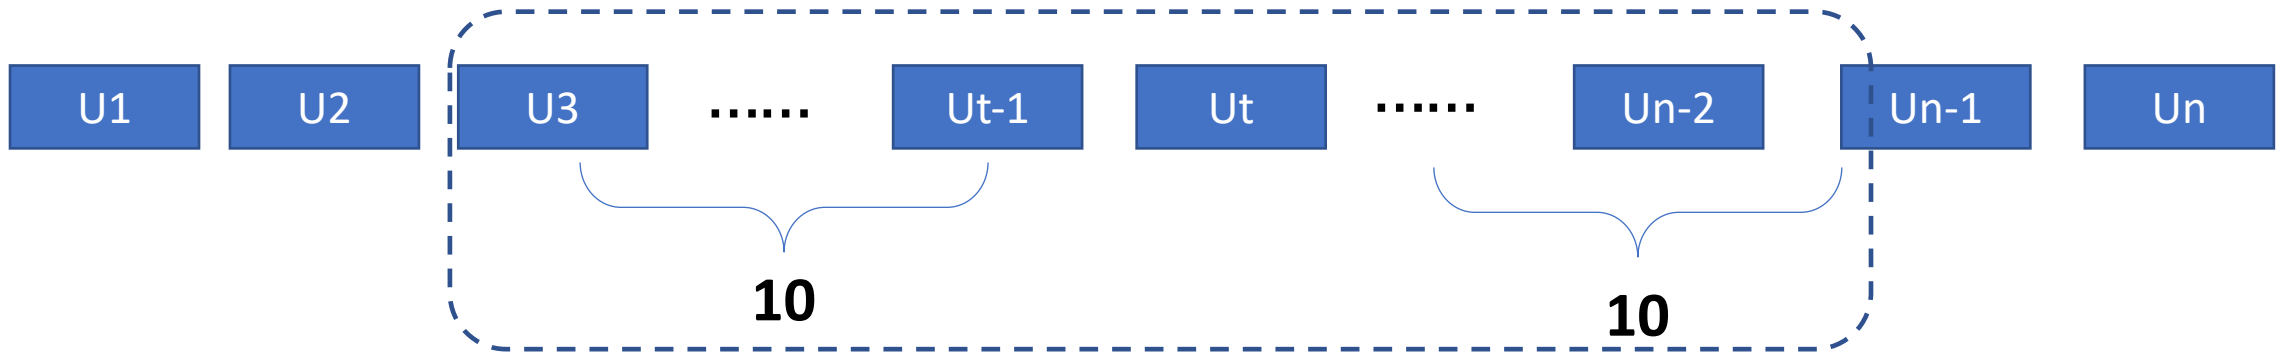 U1 U2 U3 ...... Ut-1 Ut ...... Un-2 Un-1 Un
10 10